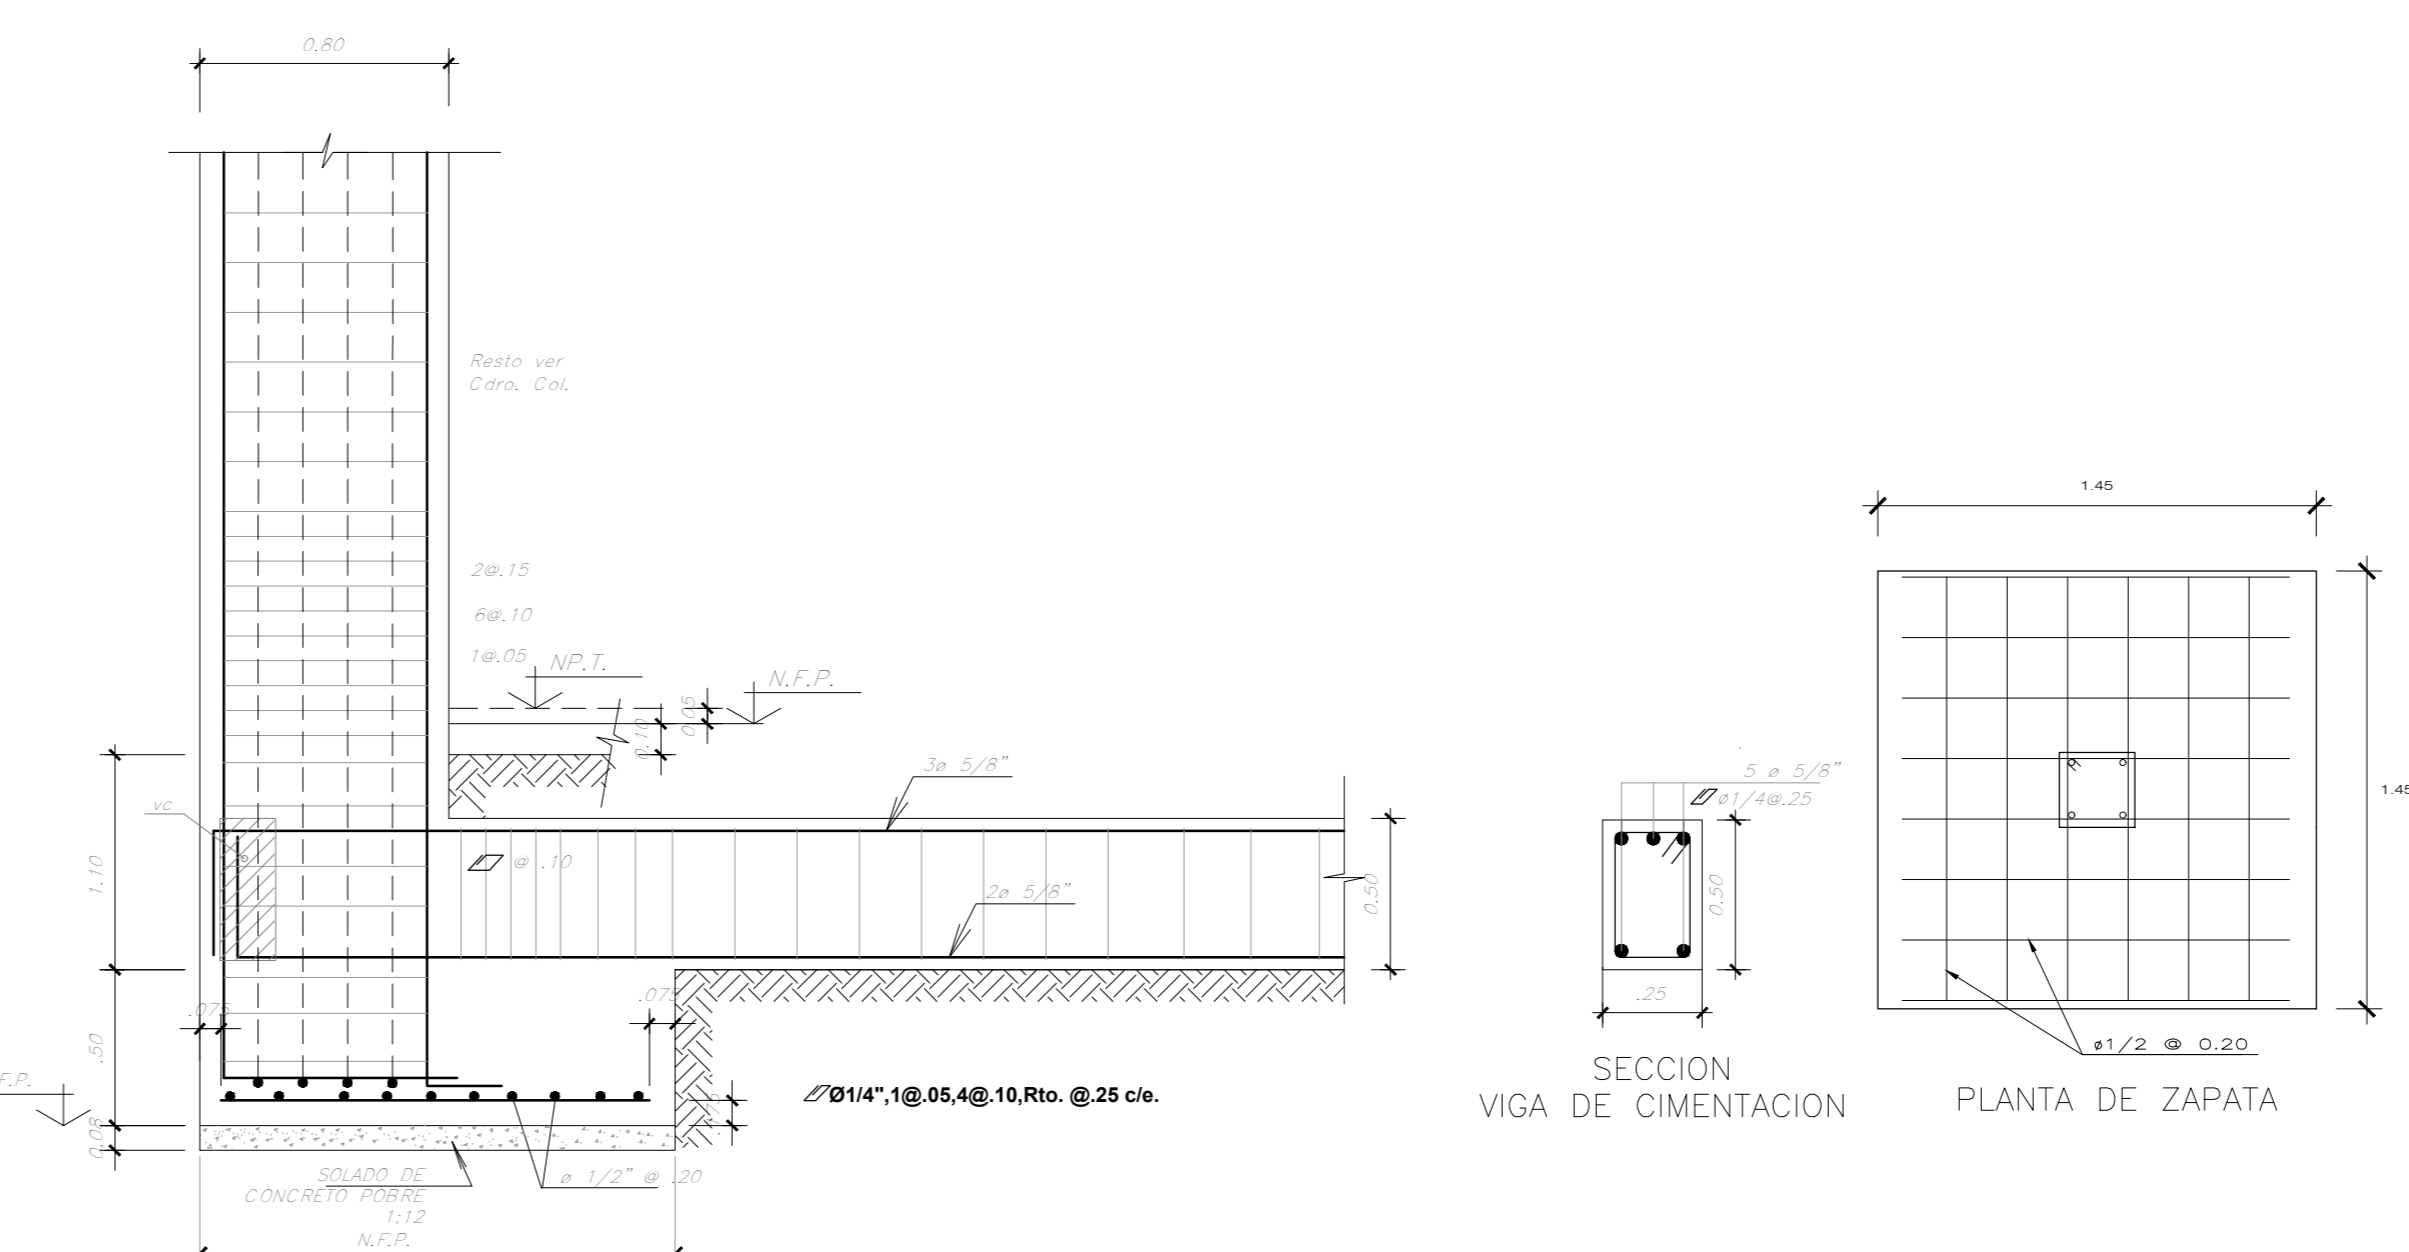 0.80
Resto ver
Cdro. Col.
2@.15
6@.10
1@.05
NP.T.
N.F.P.
0.05
0.10
3ø 5/8"
vc
1.10
@ .10
2ø 5/8"
0.50
.075
.075
.50
F.P.
0.08
Ø1/4",1@.05,4@.10,Rto. @.25 c/e.
SOLADO DE
CONCRETO POBRE
1:12
N.F.P.
ø 1/2" @ .20
5 ø 5/8"
ø1/4@.25
0.50
.25
SECCION
VIGA DE CIMENTACION
1.45
1.45
ø1/2 @ 0.20
PLANTA DE ZAPATA